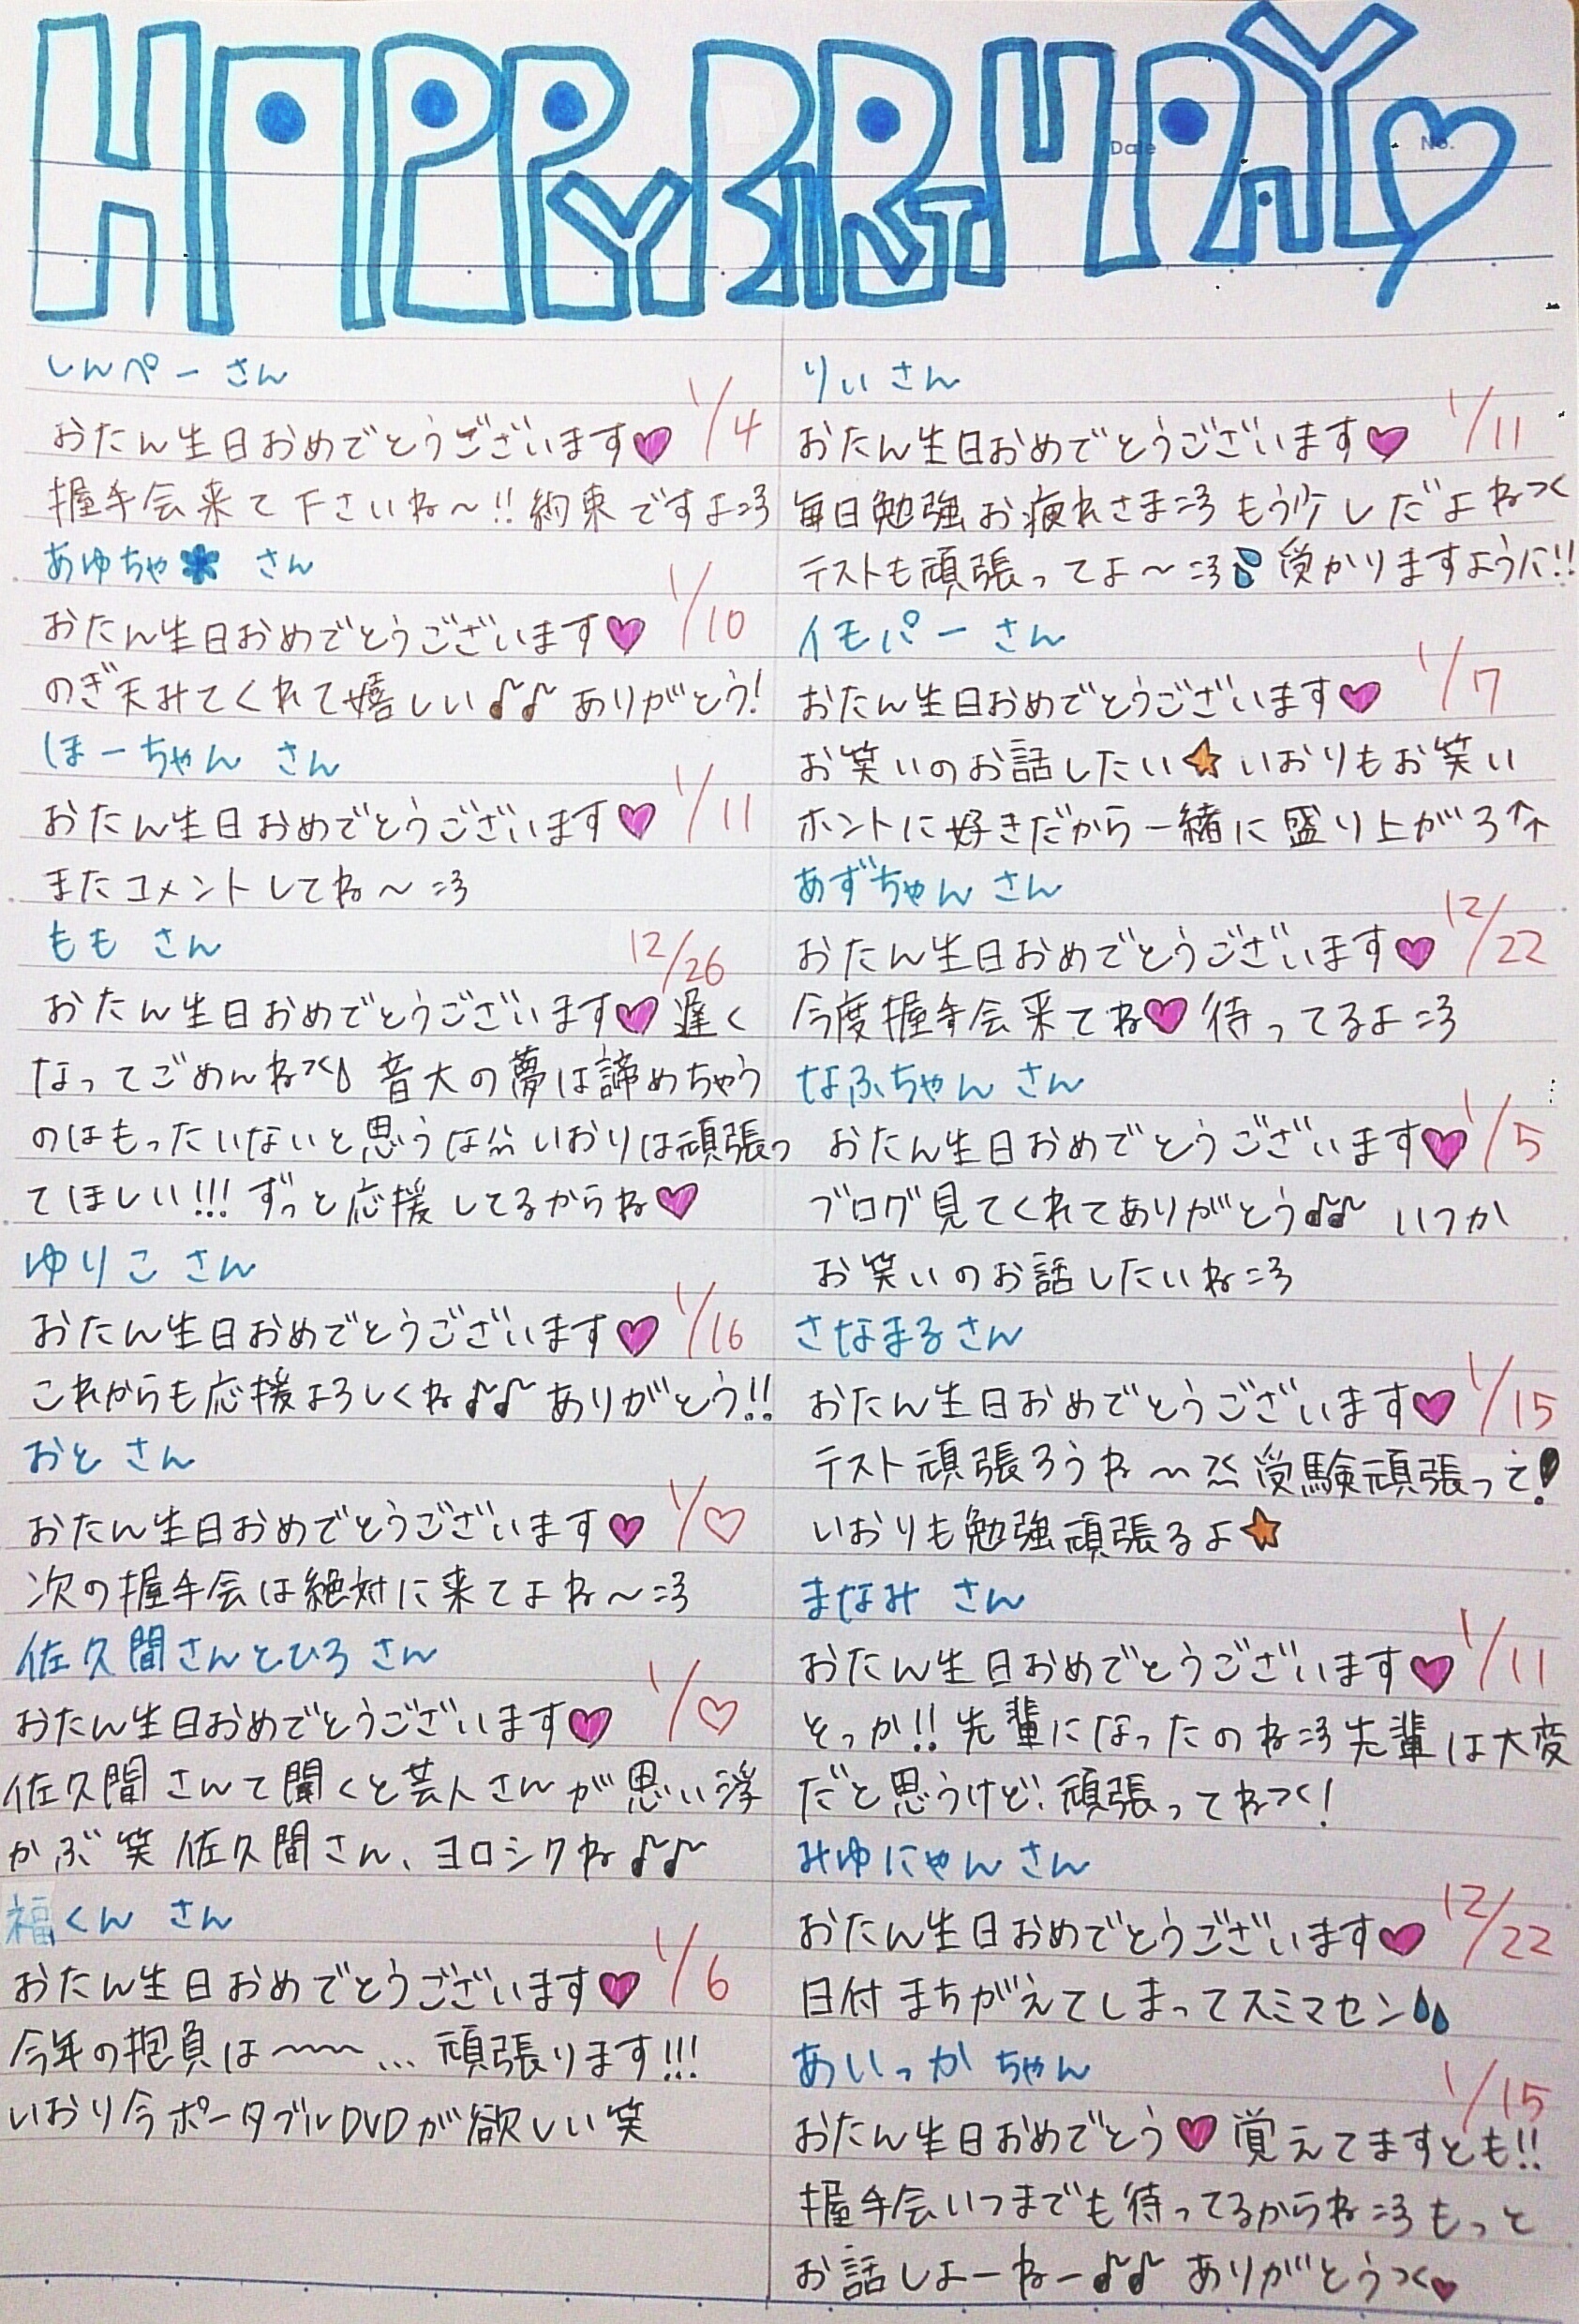 HAPPY BIRTHDAY♡
Date
No.
しんぺーさん
1/4
おたん生日おめでとうございます♥
握手会来て下さいね〜!!約束ですよ=3
あゆちゃ✽ さん
1/10
おたん生日おめでとうございます♥
のぎ天みてくれて嬉しい♪♪ ありがとう!
ほーちゃん さん
1/11
おたん生日おめでとうございます♥
またコメントしてね〜=3
もも さん
12/26
おたん生日おめでとうございます♥遅く
なってごめんね 音大の夢は諦めちゃう
のはもったいないと思うな いおりは頑張っ
てほしい!!! ずっと応援してるからね♥
ゆりこ さん
1/16
おたん生日おめでとうございます♥
これからも応援よろしくね♪♪ ありがとう!!
おと さん
1/♡
おたん生日おめでとうございます♥
次の握手会は絶対に来てよね〜=3
佐久間さんとひろ さん
1/♡
おたん生日おめでとうございます♥
佐久間さんて聞くと芸人さんが思い浮
かぶ笑 佐久間さん、ヨロシクね♪♪
福くん さん
1/6
おたん生日おめでとうございます♥
今年の抱負は〜〜〜… 頑張ります!!!
いおり今ポータブルDVDが欲しい笑
りぃさん
1/11
おたん生日おめでとうございます♥
毎日勉強お疲れさま=3 もう少しだよね
テストも頑張ってよ〜=3 受かりますように!!
イモパーさん
1/7
おたん生日おめでとうございます♥
お笑いのお話したい★いおりもお笑い
ホントに好きだから一緒に盛り上がろ↑
あずちゃん さん
12/22
おたん生日おめでとうございます♥
今度握手会来てね♥待ってるよ=3
なふちゃん さん
1/5
おたん生日おめでとうございます♥
ブログ見てくれてありがとう♪♪ いつか
お笑いのお話したいね=3
さなまるさん
1/15
おたん生日おめでとうございます♥
テスト頑張ろうね〜 受験頑張って!
いおりも勉強頑張るよ★
まなみ さん
1/11
おたん生日おめでとうございます♥
とっか!!先輩になったのね=3先輩は大変
だと思うけど、頑張ってね!
みゆにゃん さん
12/22
おたん生日おめでとうございます♥
日付まちがえてしまってスミマセン
あいっか ちゃん
1/15
おたん生日おめでとう♥覚えてますとも!!
握手会いつまでも待ってるからね=3 もっと
お話しよーねー♪♪ ありがとう♥